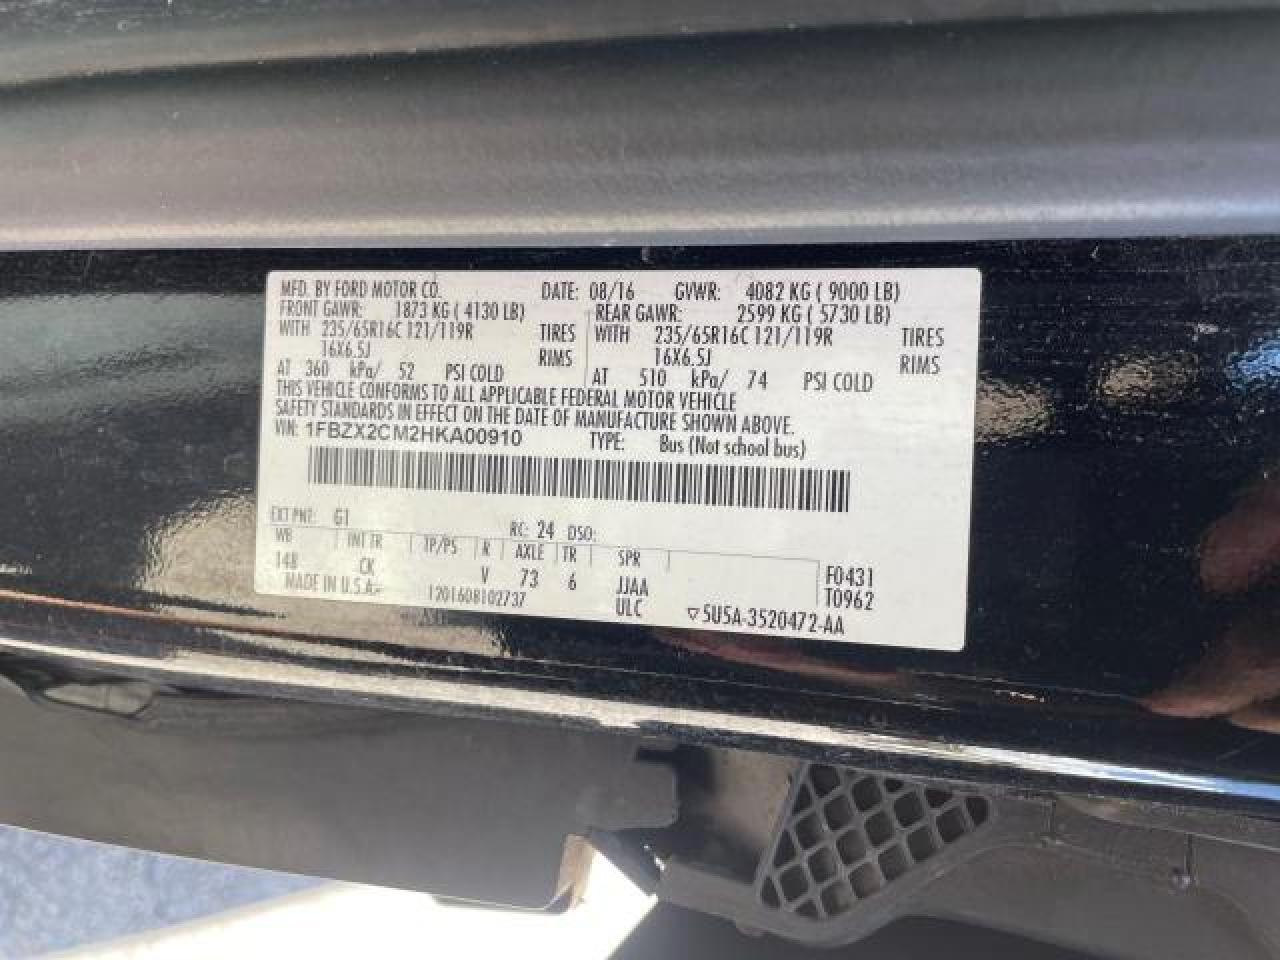 MFD. BY FORD MOTOR CO. DATE: 08/16 GVWR: 4082 KG ( 9000 LB)
FRONT GAWR: 1873 KG ( 4130 LB) REAR GAWR: 2599 KG ( 5730 LB)
WITH 235/65R16C 121/119R TIRES WITH 235/65R16C 121/119R TIRES
16X6.5J RIMS 16X6.5J RIMS
AT 360 kPa/ 52 PSI COLD AT 510 kPa/ 74 PSI COLD
THIS VEHICLE CONFORMS TO ALL APPLICABLE FEDERAL MOTOR VEHICLE
SAFETY STANDARDS IN EFFECT ON THE DATE OF MANUFACTURE SHOWN ABOVE.
VIN: 1FBZX2CM2HKA00910 TYPE: Bus (Not school bus)
EXT PNT: G1 RC: 24 DSO:
WB INT TR TP/PS R AXLE TR SPR
148 CK V 73 6 JJAA F0431
MADE IN U.S.A. 1201608102737 ULC T0962
▽5U5A-3520472-AA